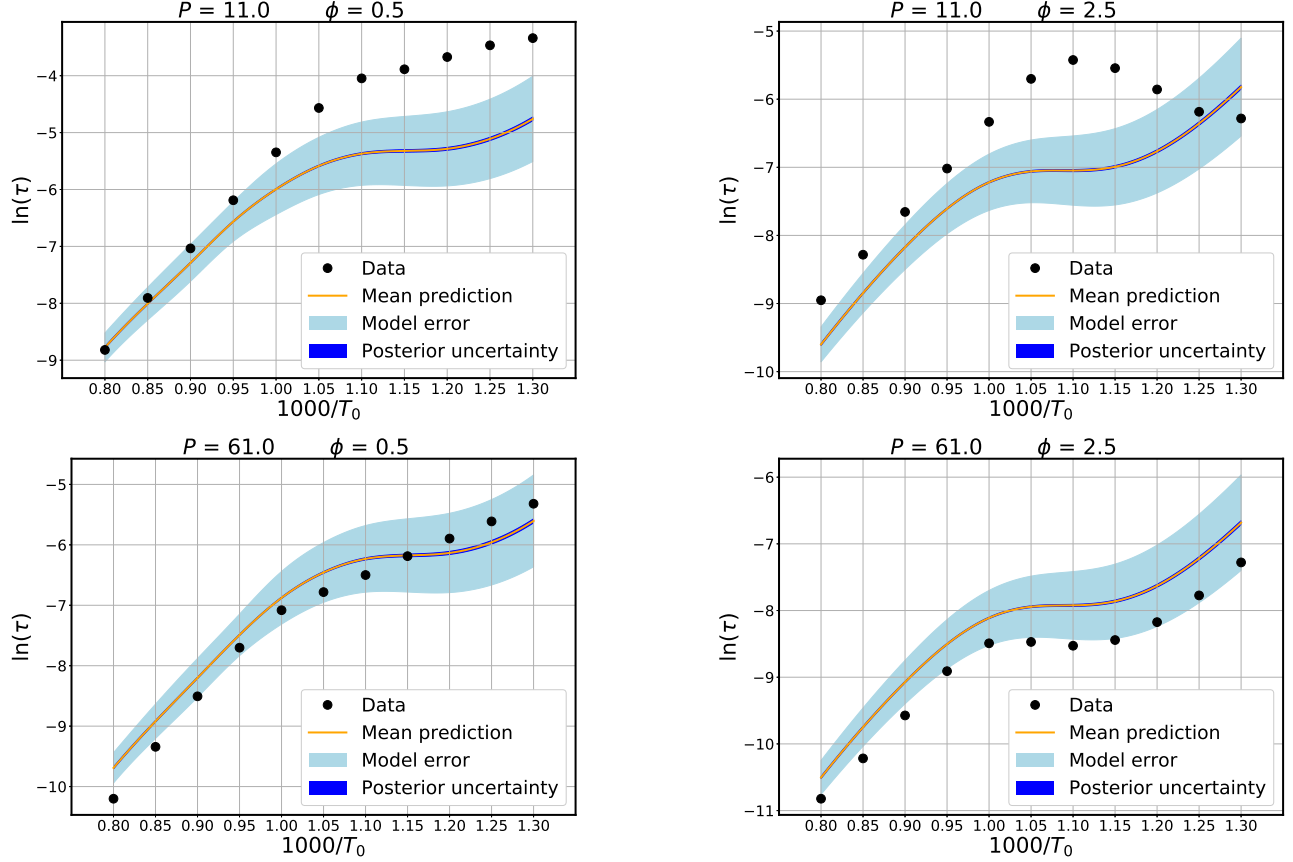 P = 11.0 ϕ = 0.5
ln(τ)
−4
−5
−6
−7
−8
−9
Data
Mean prediction
Model error
Posterior uncertainty
0.80 0.85 0.90 0.95 1.00 1.05 1.10 1.15 1.20 1.25 1.30
1000/T₀
P = 11.0 ϕ = 2.5
ln(τ)
−5
−6
−7
−8
−9
−10
Data
Mean prediction
Model error
Posterior uncertainty
0.80 0.85 0.90 0.95 1.00 1.05 1.10 1.15 1.20 1.25 1.30
1000/T₀
P = 61.0 ϕ = 0.5
ln(τ)
−5
−6
−7
−8
−9
−10
Data
Mean prediction
Model error
Posterior uncertainty
0.80 0.85 0.90 0.95 1.00 1.05 1.10 1.15 1.20 1.25 1.30
1000/T₀
P = 61.0 ϕ = 2.5
ln(τ)
−6
−7
−8
−9
−10
−11
Data
Mean prediction
Model error
Posterior uncertainty
0.80 0.85 0.90 0.95 1.00 1.05 1.10 1.15 1.20 1.25 1.30
1000/T₀